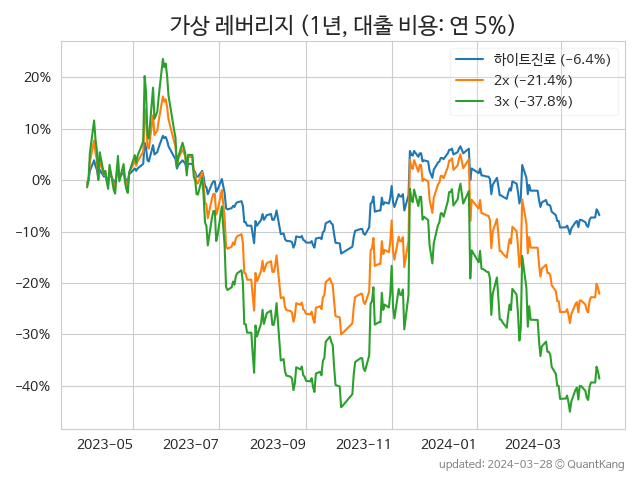 가상 레버리지 (1년, 대출 비용: 연 5%)
하이트진로 (−6.4%)
2x (−21.4%)
3x (−37.8%)
20%
10%
0%
−10%
−20%
−30%
−40%
2023-05 2023-07 2023-09 2023-11 2024-01 2024-03
updated: 2024-03-28 © QuantKang